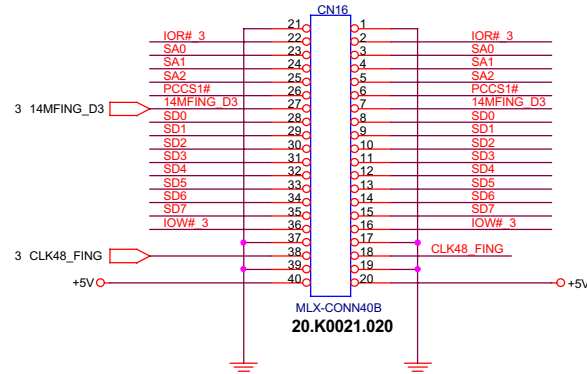 CN16
21 1
IOR#_3 22 2 IOR#_3
SA0 23 3 SA0
SA1 24 4 SA1
SA2 25 5 SA2
PCCS1# 26 6 PCCS1#
3 14MFING_D3 27 7 14MFING_D3
SD0 28 8 SD0
SD1 29 9 SD1
SD2 30 10 SD2
SD3 31 11 SD3
SD4 32 12 SD4
SD5 33 13 SD5
SD6 34 14 SD6
SD7 35 15 SD7
IOW#_3 36 16 IOW#_3
37 17
3 CLK48_FING 38 18 CLK48_FING
39 19
+5V 40 20 +5V
MLX-CONN40B
20.K0021.020